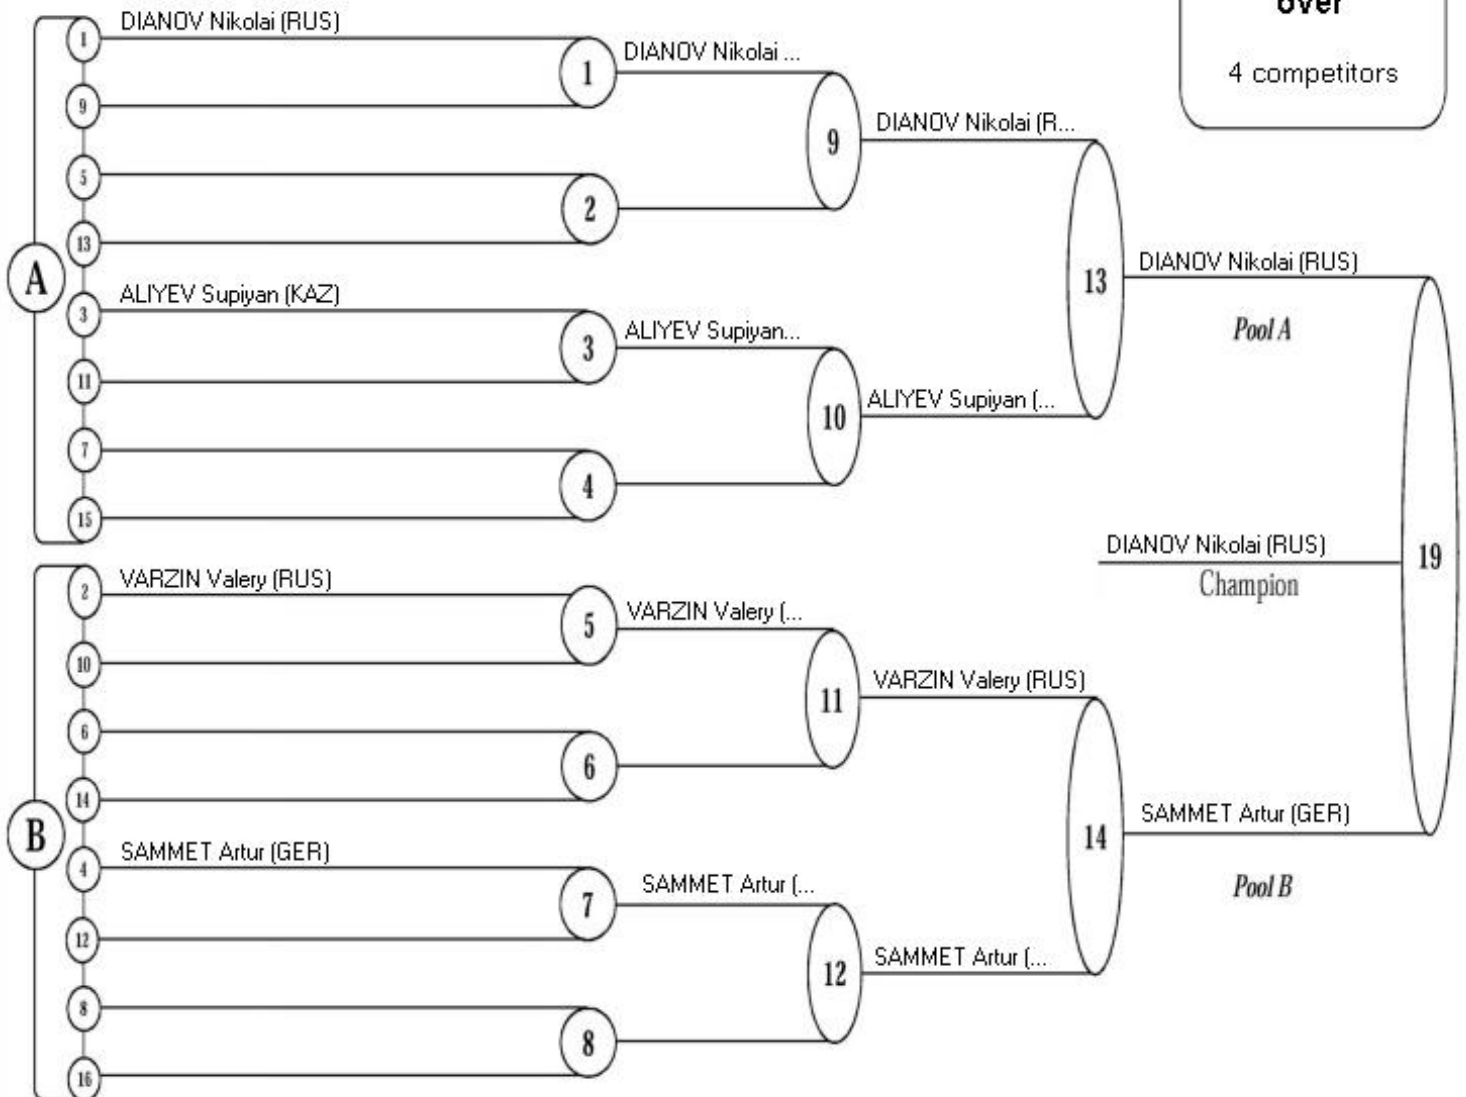 over
4 competitors
DIANOV Nikolai (RUS)
1
9
5
13
A
ALIYEV Supiyan (KAZ)
3
11
7
15
1
2
3
4
DIANOV Nikolai ...
ALIYEV Supiyan...
9
10
DIANOV Nikolai (R...
ALIYEV Supiyan (...
13
DIANOV Nikolai (RUS)
Pool A
DIANOV Nikolai (RUS)
Champion
19
VARZIN Valery (RUS)
2
10
6
14
B
SAMMET Artur (GER)
4
12
8
16
5
6
7
8
VARZIN Valery (...
SAMMET Artur (...
11
12
VARZIN Valery (RUS)
SAMMET Artur (...
14
SAMMET Artur (GER)
Pool B